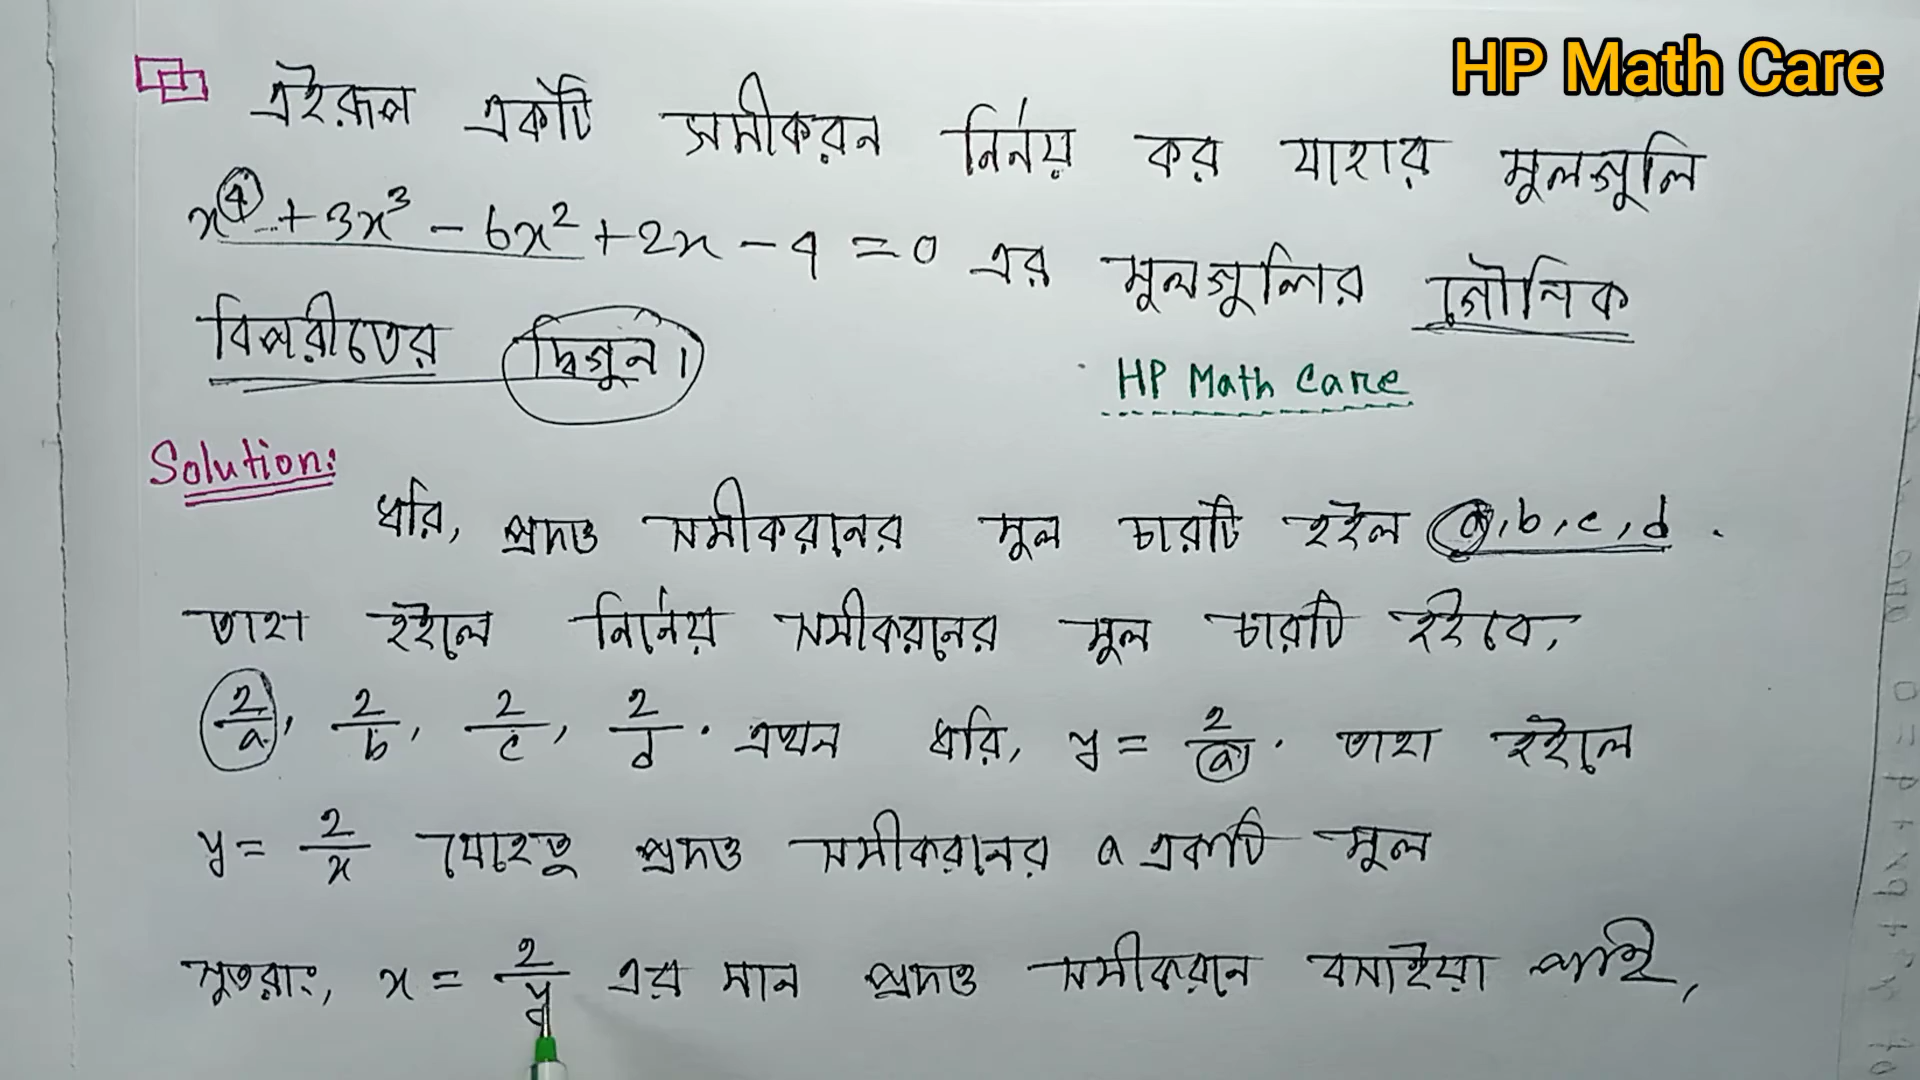 HP Math Care
এইরূপ একটি সমীকরন নির্নয় কর যাহার মূলগুলি
x⁴ + 3x³ - 6x² + 2x - 4 = 0 এর মূলগুলির যৌগিক
বিপরীতের দ্বিগুন।
HP Math Care
Solution:
ধরি, প্রদত্ত সমীকরনের মূল চারটি হইল a, b, c, d.
তাহা হইলে নির্নেয় সমীকরনের মূল চারটি হইবে,
2/a, 2/b, 2/c, 2/d. এখন ধরি, y = 2/a. তাহা হইলে
y = 2/x যেহেতু প্রদত্ত সমীকরনের a একটি মূল
সুতরাং, x = 2/y এর মান প্রদত্ত সমীকরনে বসাইয়া পাই,